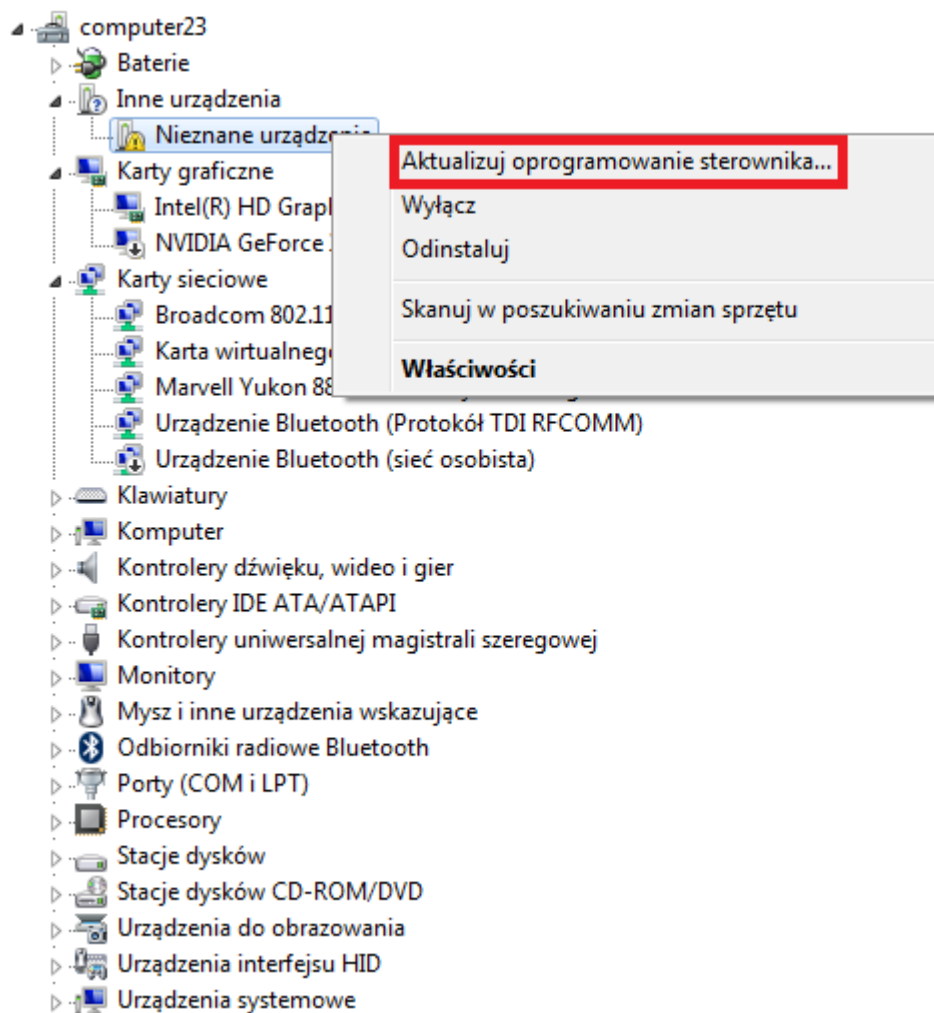 computer23
Baterie
Inne urządzenia
Nieznane urządzenie
Aktualizuj oprogramowanie sterownika...
Wyłącz
Odinstaluj
Skanuj w poszukiwaniu zmian sprzętu
Właściwości
Karty graficzne
Intel(R) HD
NVIDIA GeForce
Karty sieciowe
Broadcom 802.11
Karta
Marvell Yukon
Urządzenie Bluetooth (Protokół TDI RFCOMM)
Urządzenie Bluetooth (sieć osobista)
Klawiatury
Komputer
Kontrolery dźwięku, wideo i gier
Kontrolery IDE ATA/ATAPI
Kontrolery uniwersalnej magistrali szeregowej
Monitory
Mysz i inne urządzenia wskazujące
Odbiorniki radiowe Bluetooth
Porty (COM i LPT)
Procesory
Stacje dysków
Stacje dysków CD-ROM/DVD
Urządzenia do obrazowania
Urządzenia interfejsu HID
Urządzenia systemowe